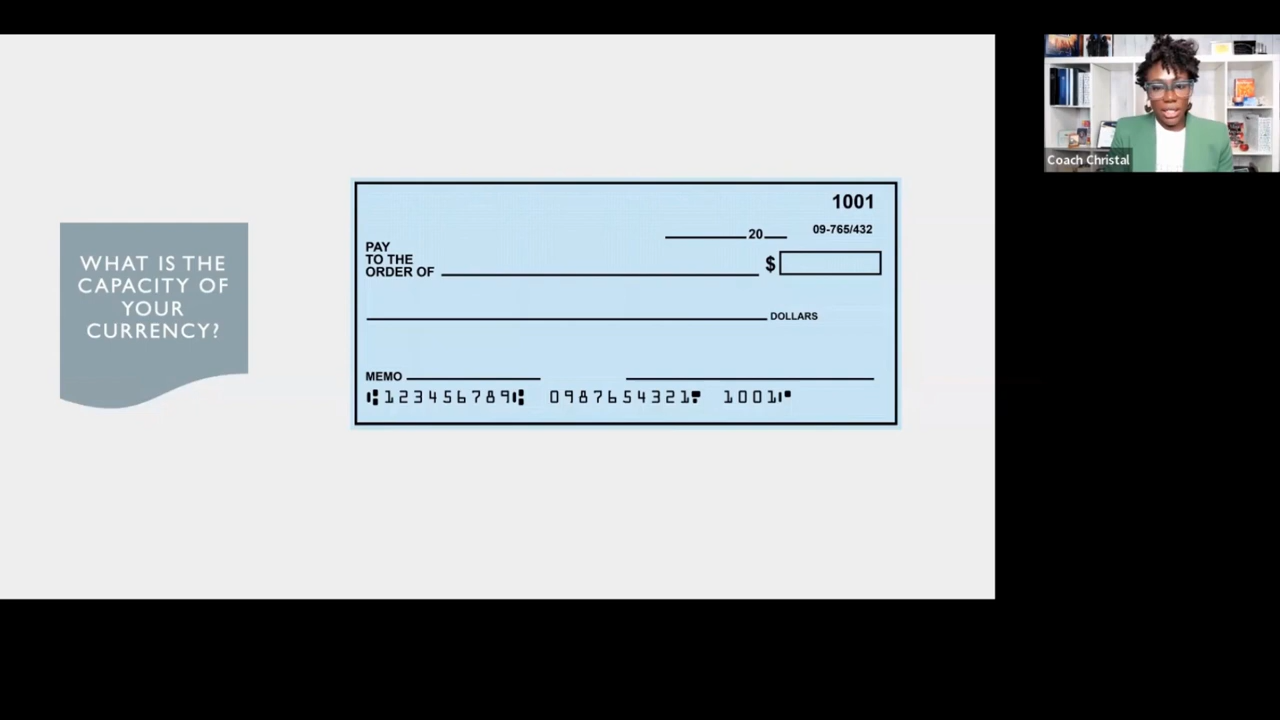 WHAT IS THE
CAPACITY OF
YOUR
CURRENCY?
1001
20
09-765/432
PAY
TO THE
ORDER OF
$
DOLLARS
MEMO
⑆123456789⑆ 0987654321⑈ 1001⑈
Coach Christal